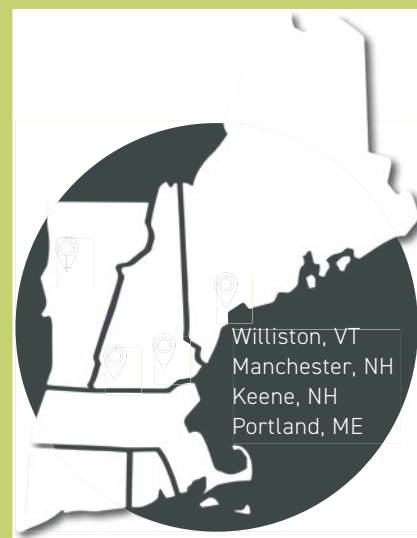 Williston, VT
Manchester, NH
Keene, NH
Portland, ME